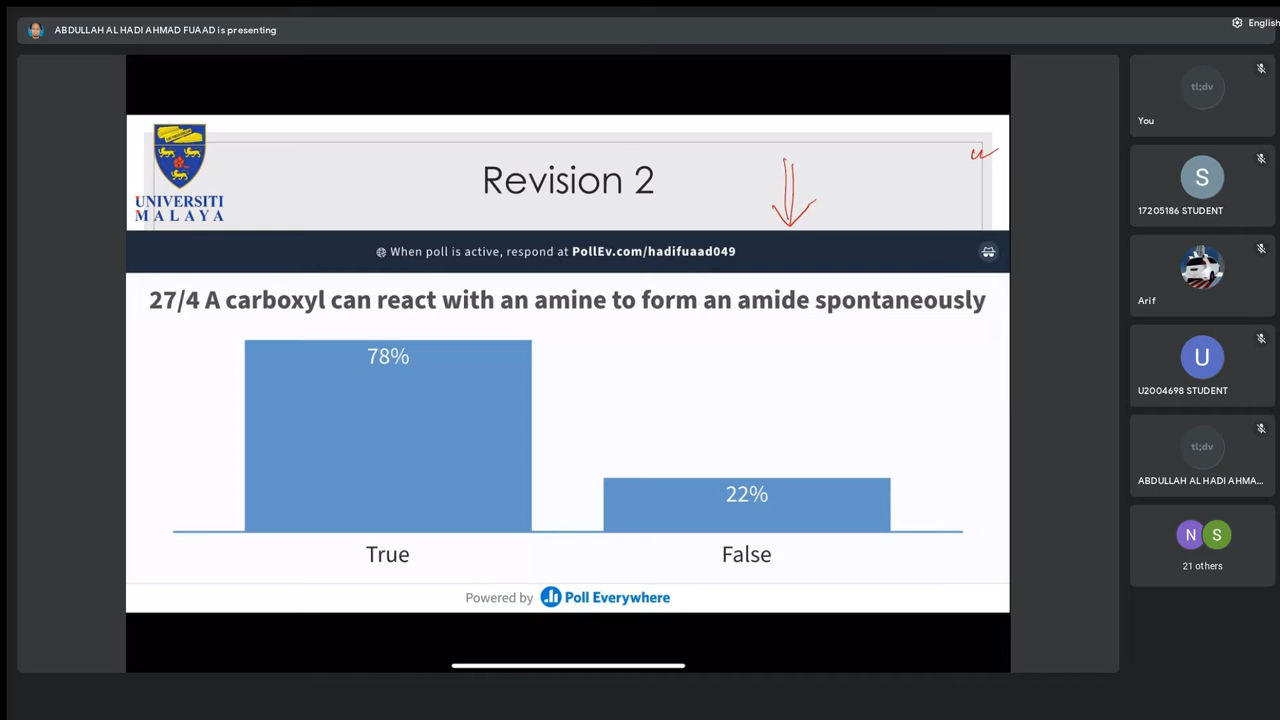 ABDULLAH AL HADI AHMAD FUAAD is presenting
English
tl;dv
You
S
17205186 STUDENT
Arif
U
U2004698 STUDENT
tl;dv
ABDULLAH AL HADI AHMA...
N S
21 others
UNIVERSITI
MALAYA
Revision 2
When poll is active, respond at PollEv.com/hadifuaad049
27/4 A carboxyl can react with an amine to form an amide spontaneously
78%
22%
True
False
Powered by Poll Everywhere